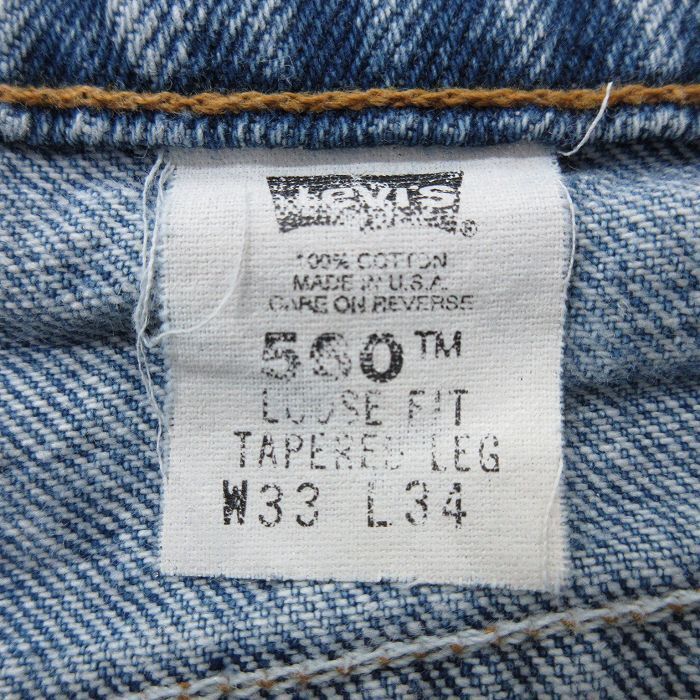 Levi's ®
100% COTTON
MADE IN U.S.A.
CARE ON REVERSE
560™
LOOSE FIT
TAPERED LEG
W33 L34